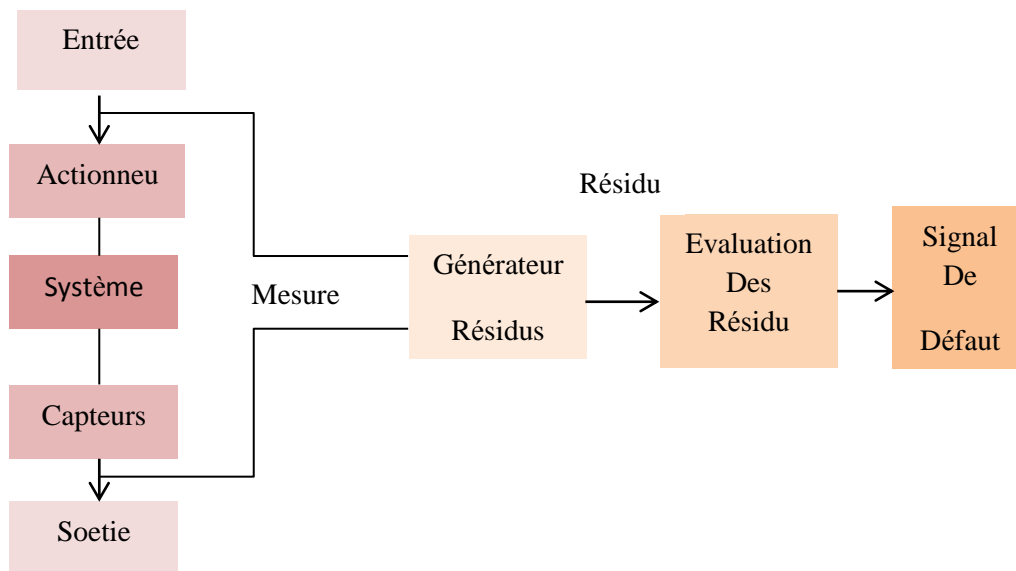 Entrée
Actionneu
Système
Capteurs
Soetie
Mesure
Générateur
Résidus
Résidu
Evaluation
Des
Résidu
Signal
De
Défaut